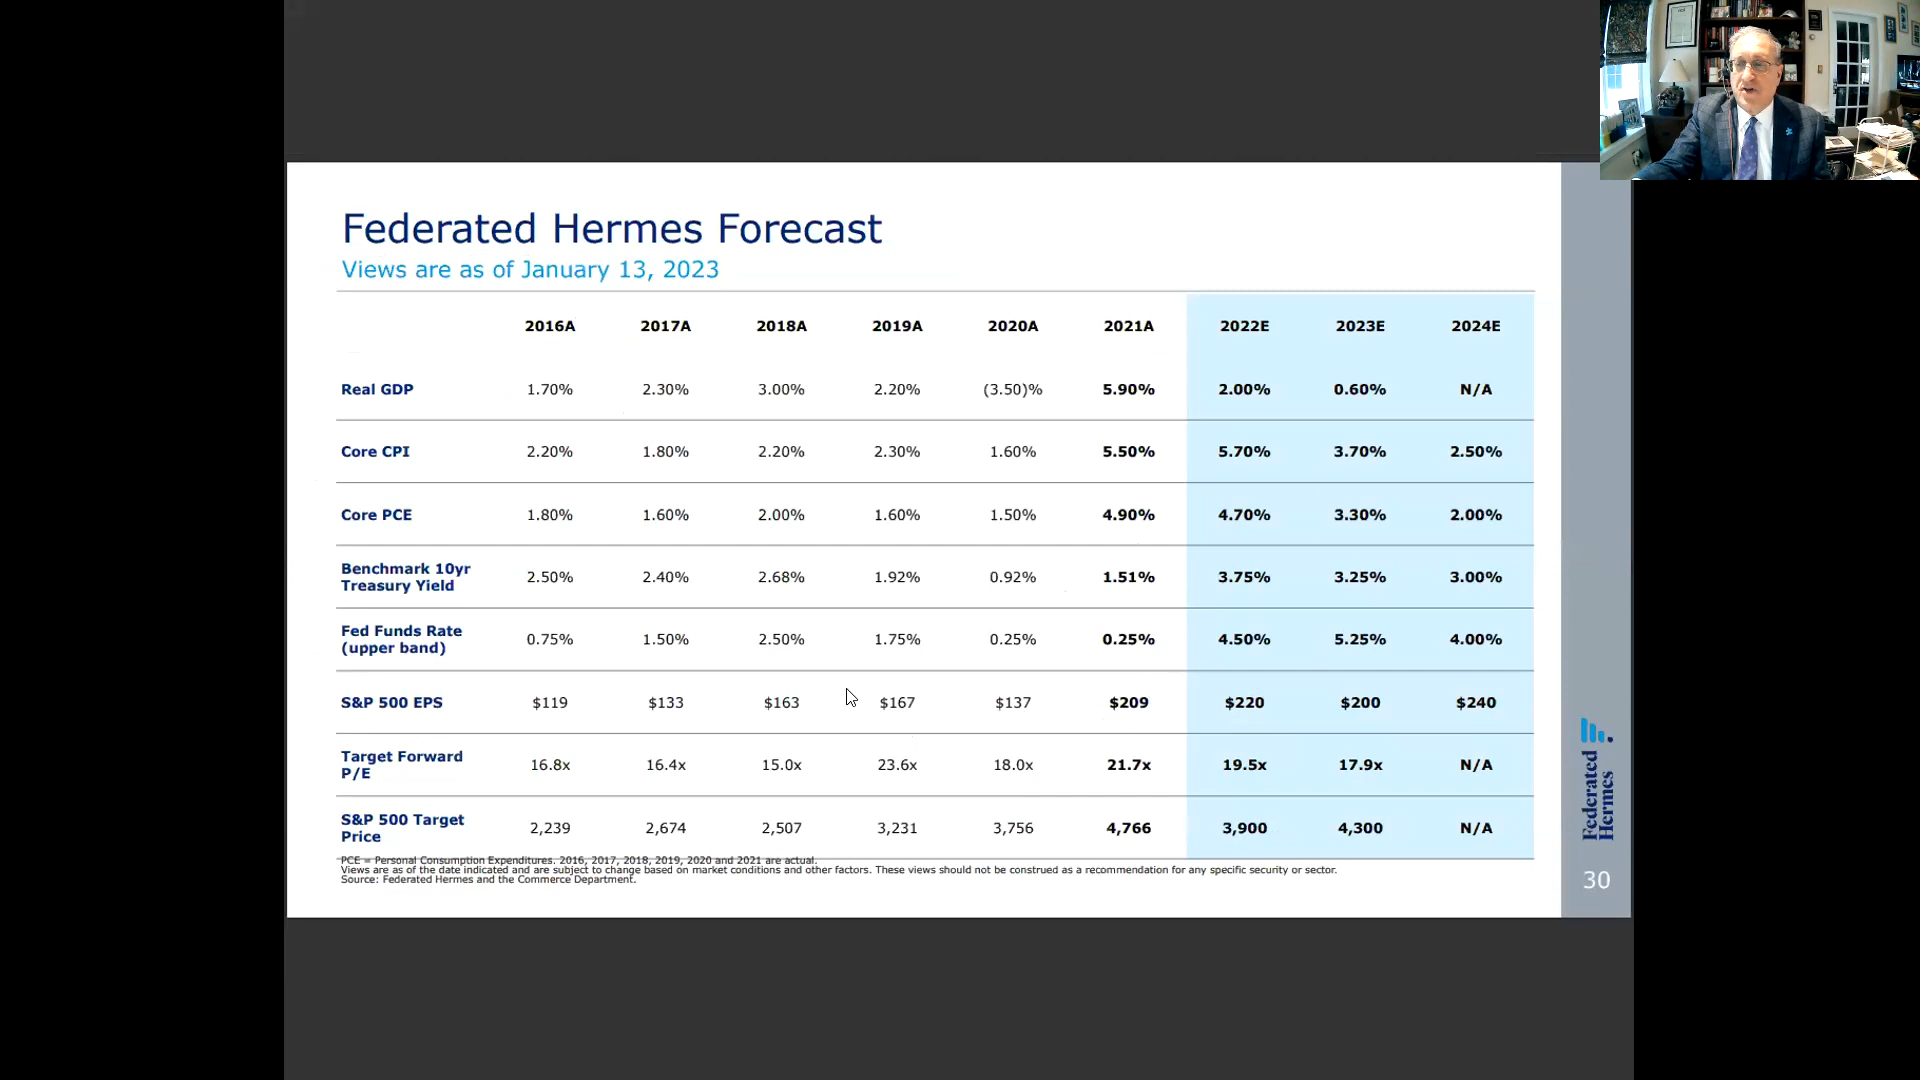 Federated Hermes Forecast
Views are as of January 13, 2023
2016A 2017A 2018A 2019A 2020A 2021A 2022E 2023E 2024E
Real GDP 1.70% 2.30% 3.00% 2.20% (3.50)% 5.90% 2.00% 0.60% N/A
Core CPI 2.20% 1.80% 2.20% 2.30% 1.60% 5.50% 5.70% 3.70% 2.50%
Core PCE 1.80% 1.60% 2.00% 1.60% 1.50% 4.90% 4.70% 3.30% 2.00%
Benchmark 10yr
Treasury Yield 2.50% 2.40% 2.68% 1.92% 0.92% 1.51% 3.75% 3.25% 3.00%
Fed Funds Rate
(upper band) 0.75% 1.50% 2.50% 1.75% 0.25% 0.25% 4.50% 5.25% 4.00%
S&P 500 EPS $119 $133 $163 $167 $137 $209 $220 $200 $240
Target Forward
P/E 16.8x 16.4x 15.0x 23.6x 18.0x 21.7x 19.5x 17.9x N/A
S&P 500 Target
Price 2,239 2,674 2,507 3,231 3,756 4,766 3,900 4,300 N/A
PCE = Personal Consumption Expenditures. 2016, 2017, 2018, 2019, 2020 and 2021 are actual.
Views are as of the date indicated and are subject to change based on market conditions and other factors. These views should not be construed as a recommendation for any specific security or sector.
Source: Federated Hermes and the Commerce Department.
Federated
Hermes
30